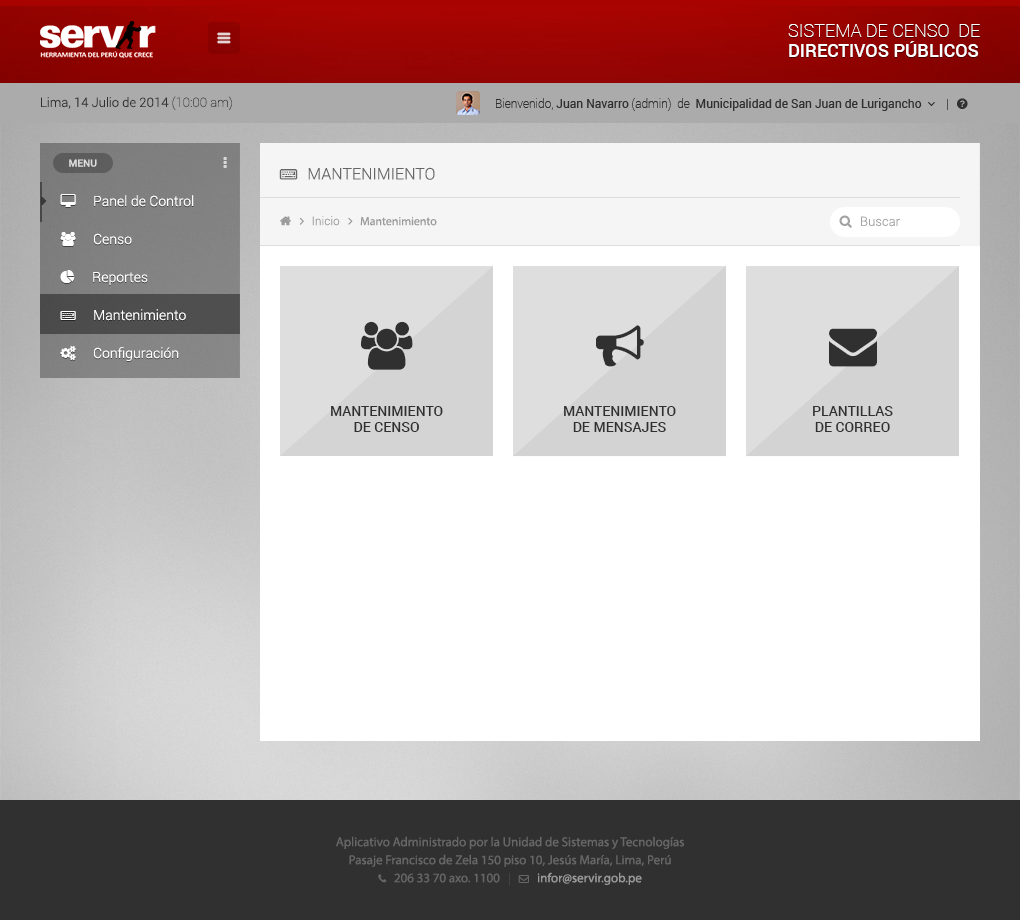 servir
HERRAMIENTA DEL PERÚ QUE CRECE
SISTEMA DE CENSO DE
DIRECTIVOS PÚBLICOS
Lima, 14 Julio de 2014 (10:00 am)
Bienvenido, Juan Navarro (admin) de Municipalidad de San Juan de Lurigancho |
MENU
Panel de Control
Censo
Reportes
Mantenimiento
Configuración
MANTENIMIENTO
Inicio > Mantenimiento
Buscar
MANTENIMIENTO
DE CENSO
MANTENIMIENTO
DE MENSAJES
PLANTILLAS
DE CORREO
Aplicativo Administrado por la Unidad de Sistemas y Tecnologías
Pasaje Francisco de Zela 150 piso 10, Jesús María, Lima, Perú
206 33 70 axo. 1100 | infor@servir.gob.pe